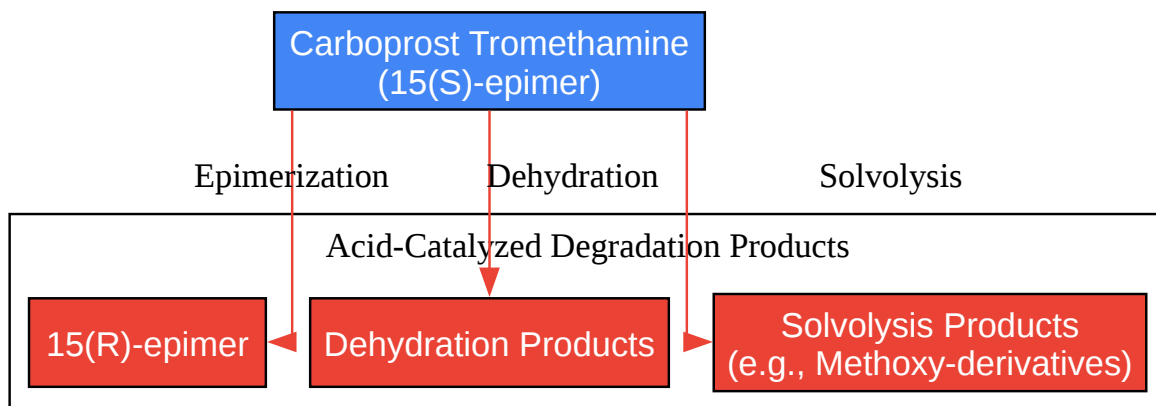 Carboprost Tromethamine
(15(S)-epimer)
Epimerization
Dehydration
Solvolysis
Acid-Catalyzed Degradation Products
15(R)-epimer
Dehydration Products
Solvolysis Products
(e.g., Methoxy-derivatives)